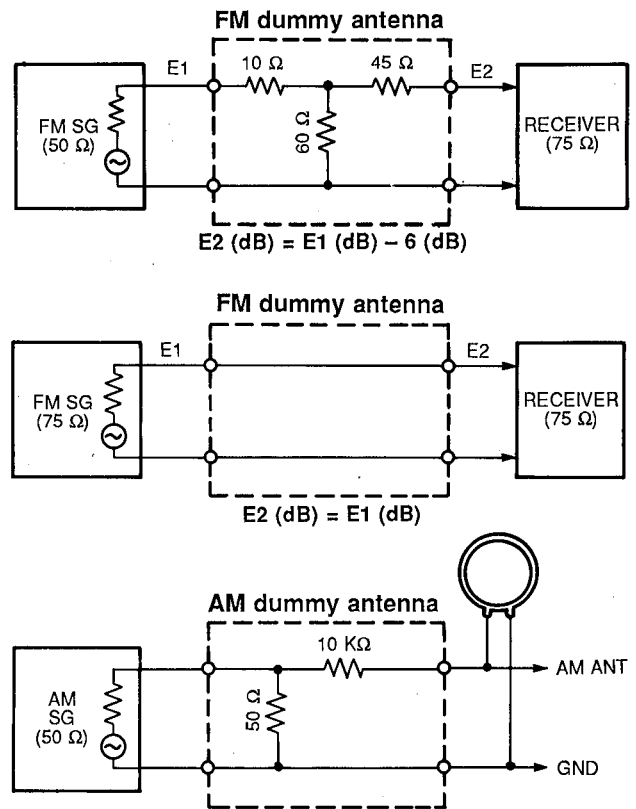 FM dummy antenna
E1
10 Ω
45 Ω
E2
FM SG
(50 Ω)
60 Ω
RECEIVER
(75 Ω)
E2 (dB) = E1 (dB) – 6 (dB)
FM dummy antenna
E1
E2
FM SG
(75 Ω)
RECEIVER
(75 Ω)
E2 (dB) = E1 (dB)
AM dummy antenna
10 KΩ
AM
SG
(50 Ω)
50 Ω
AM ANT
GND